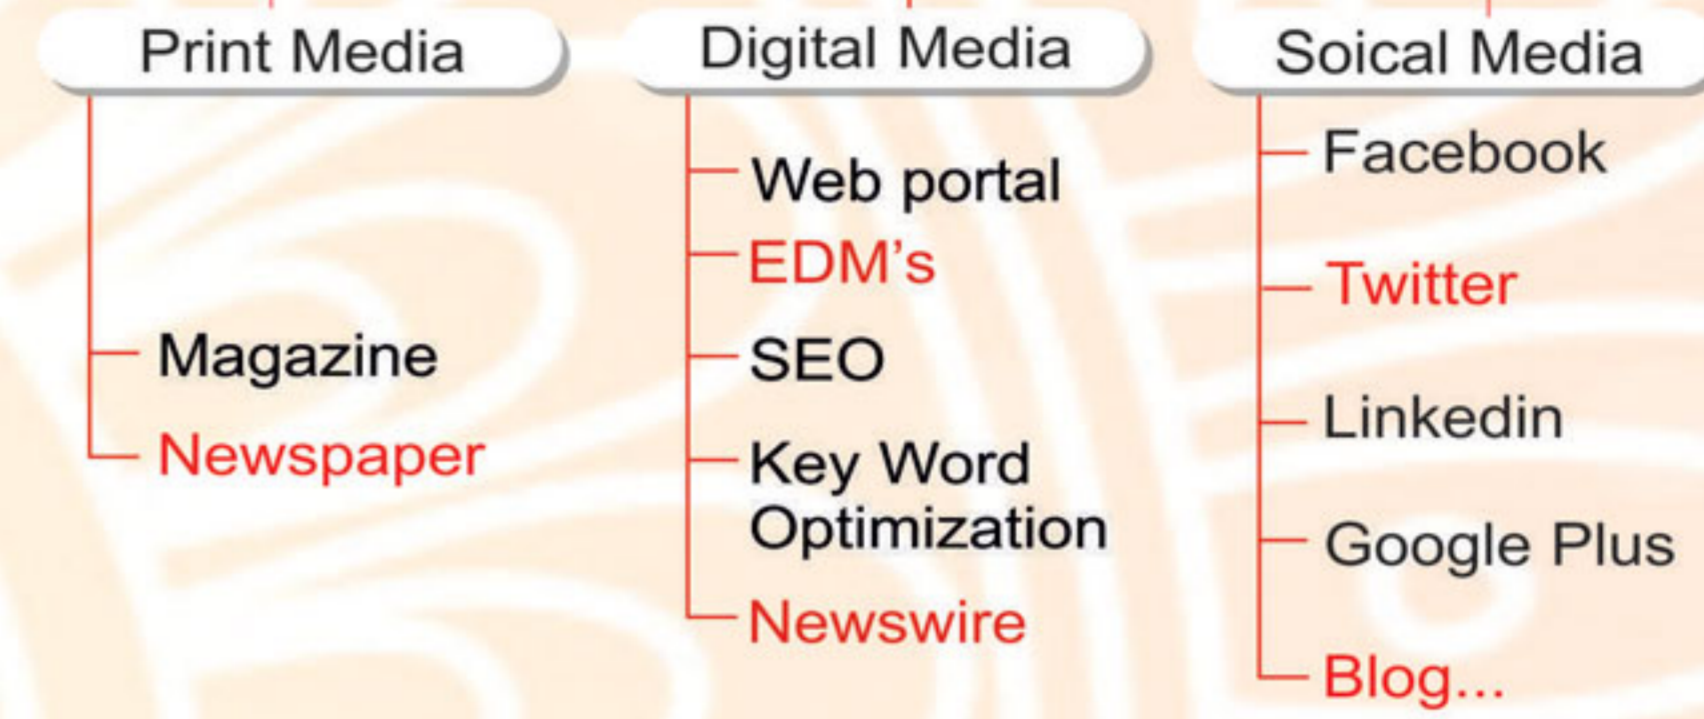 Print Media
Magazine
Newspaper
Digital Media
Web portal
EDM’s
SEO
Key Word
Optimization
Newswire
Soical Media
Facebook
Twitter
Linkedin
Google Plus
Blog...